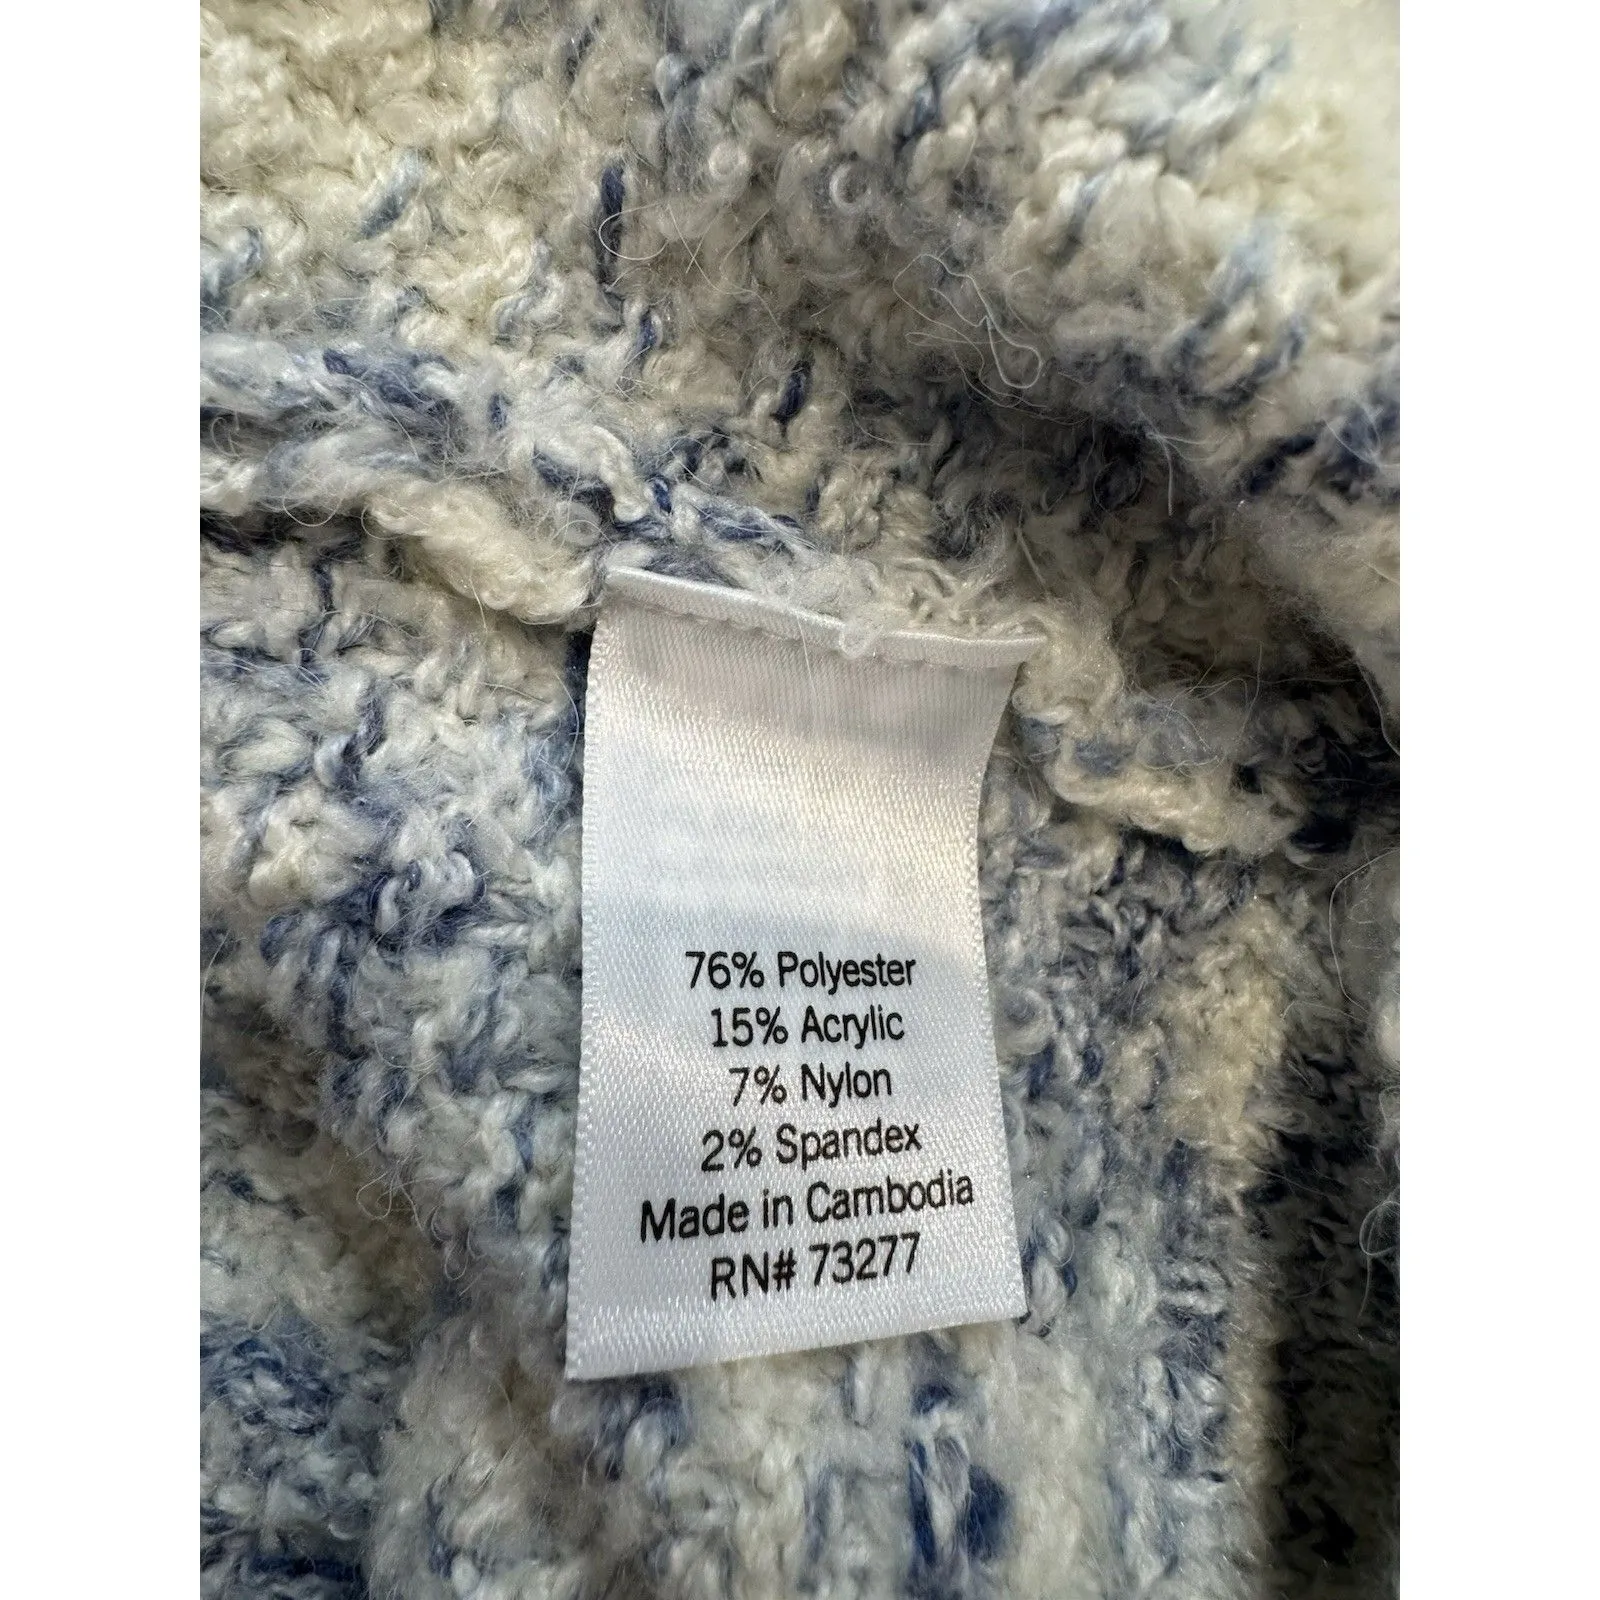 76% Polyester
15% Acrylic
7% Nylon
2% Spandex
Made in Cambodia
RN# 73277